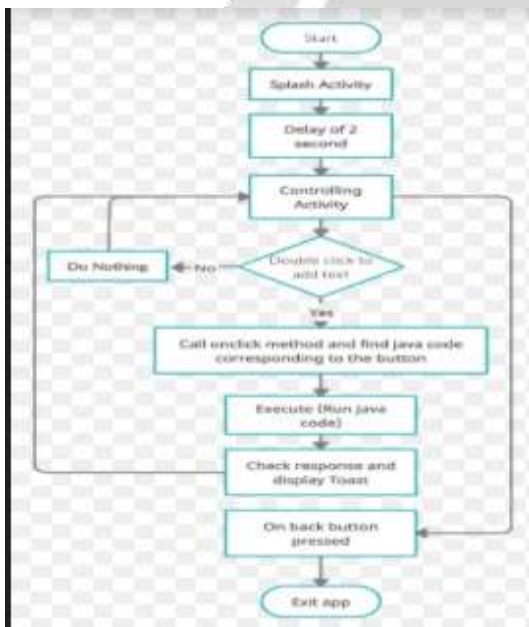 Start
Splash Activity
Delay of 2
second
Controlling
Activity
Double click to
add text
No
Do Nothing
Yes
Call onclick method and find java code
corresponding to the button
Execute (Run java
code)
Check response and
display Toast
On back button
pressed
Exit app